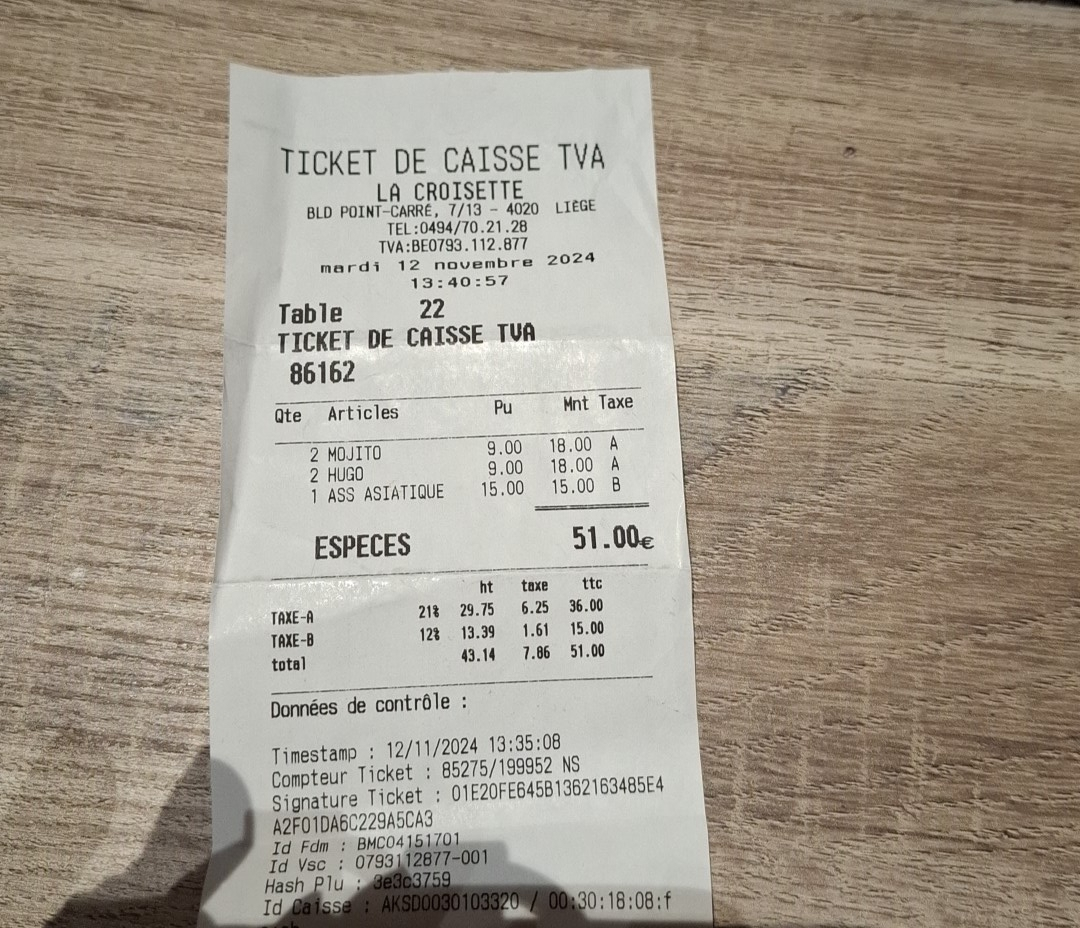 TICKET DE CAISSE TVA
LA CROISETTE
BLD POINT-CARRÉ, 7/13 - 4020 LIÈGE
TEL:0494/70.21.28
TVA:BE0793.112.877
mardi 12 novembre 2024
13:40:57
Table 22
TICKET DE CAISSE TVA
86162
Qte Articles Pu Mnt Taxe
2 MOJITO 9.00 18.00 A
2 HUGO 9.00 18.00 A
1 ASS ASIATIQUE 15.00 15.00 B
ESPECES 51.00€
ht taxe ttc
TAXE-A 21% 29.75 6.25 36.00
TAXE-B 12% 13.39 1.61 15.00
total 43.14 7.86 51.00
Données de contrôle :
Timestamp : 12/11/2024 13:35:08
Compteur Ticket : 85275/199952 NS
Signature Ticket : 01E20FE645B1362163485E4
A2F01DA6C229A5CA3
Id Fdm : BMC04151701
Id Vsc : 0793112877-001
Hash Plu : 3e3c3759
Id Caisse : AKSD0030103320 / 00:30:18:08:f